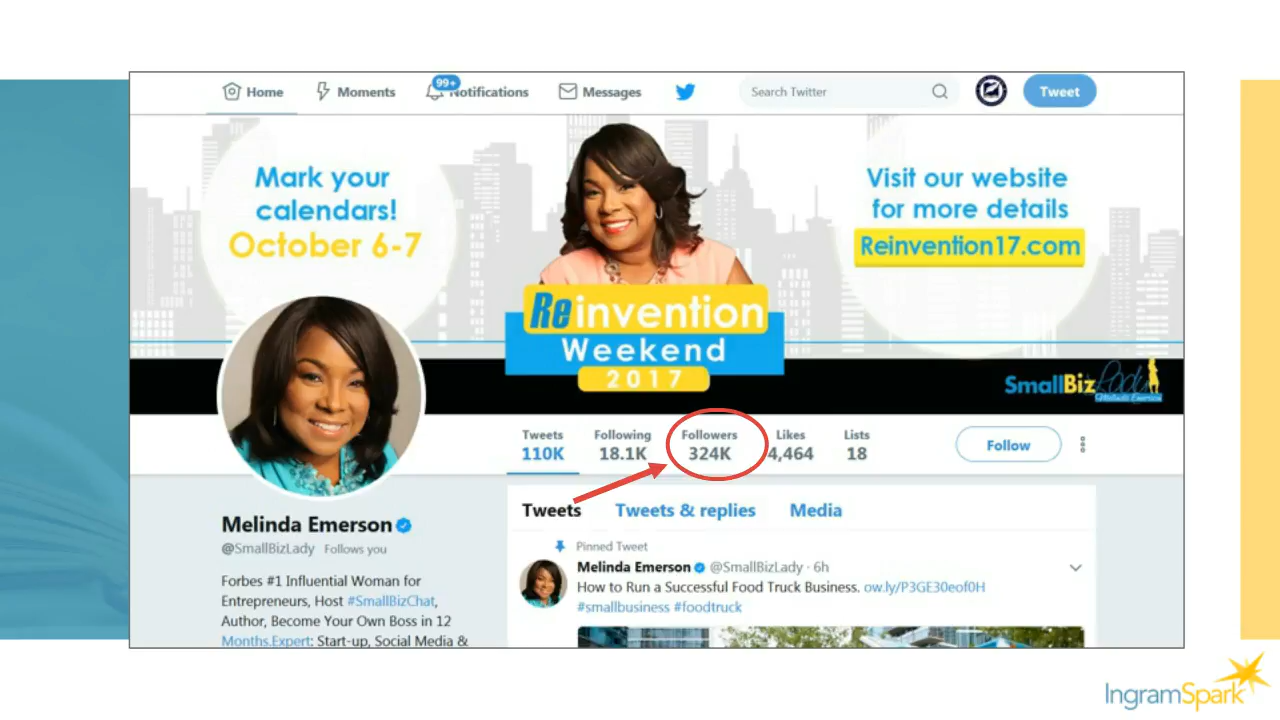 Home
Moments
99+
Notifications
Messages
Search Twitter
Tweet
Mark your
calendars!
October 6-7
Visit our website
for more details
Reinvention17.com
Reinvention
Weekend
2017
SmallBizLady
Melinda Emerson
Tweets
110K
Following
18.1K
Followers
324K
Likes
4,464
Lists
18
Follow
Melinda Emerson
@SmallBizLady Follows you
Forbes #1 Influential Woman for
Entrepreneurs, Host #SmallBizChat,
Author, Become Your Own Boss in 12
Months.Expert: Start-up, Social Media &
Tweets
Tweets & replies
Media
Pinned Tweet
Melinda Emerson @SmallBizLady · 6h
How to Run a Successful Food Truck Business. ow.ly/P3GE30eof0H
#smallbusiness #foodtruck
IngramSpark